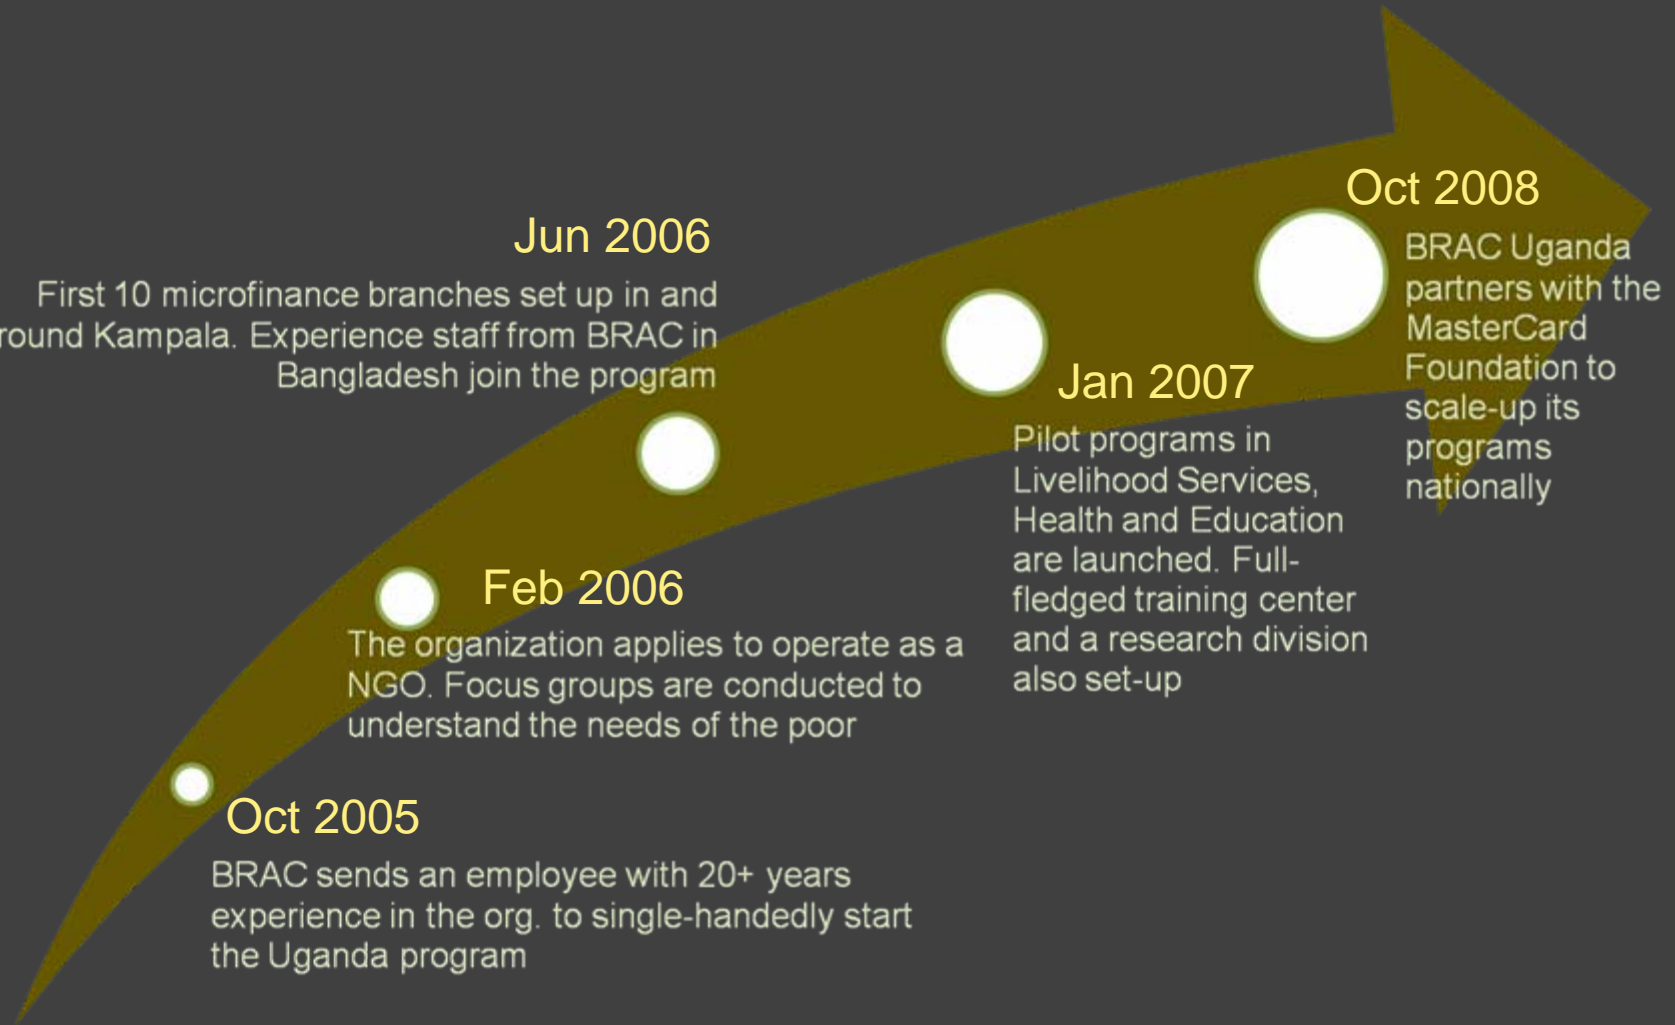 Oct 2008
BRAC Uganda
partners with the
MasterCard
Foundation to
scale-up its
programs
nationally
Jun 2006
First 10 microfinance branches set up in and
round Kampala. Experience staff from BRAC in
Bangladesh join the program
Jan 2007
Pilot programs in
Livelihood Services,
Health and Education
are launched. Full-
fledged training center
and a research division
also set-up
Feb 2006
The organization applies to operate as a
NGO. Focus groups are conducted to
understand the needs of the poor
Oct 2005
BRAC sends an employee with 20+ years
experience in the org. to single-handedly start
the Uganda program